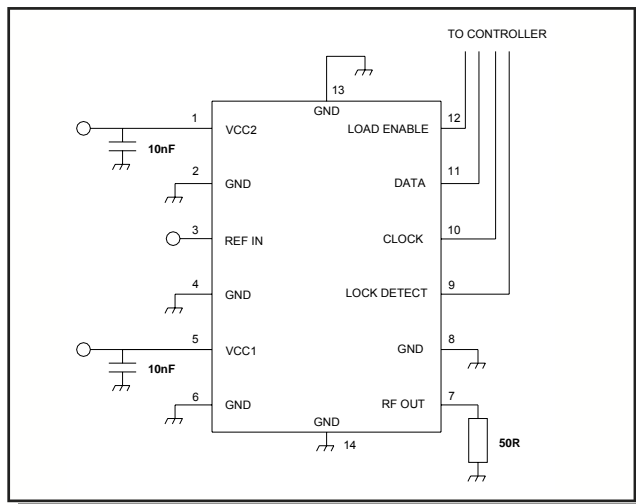 TO CONTROLLER
13
GND
1
VCC2
LOAD ENABLE
12
10nF
2
GND
DATA
11
3
REF IN
CLOCK
10
4
GND
LOCK DETECT
9
5
VCC1
GND
8
10nF
6
GND
RF OUT
7
GND
14
50R